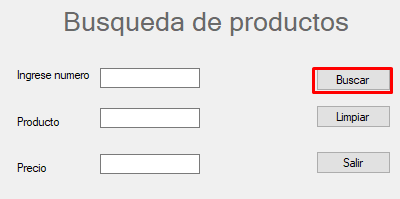 Busqueda de productos
Ingrese numero
Buscar
Producto
Limpiar
Precio
Salir